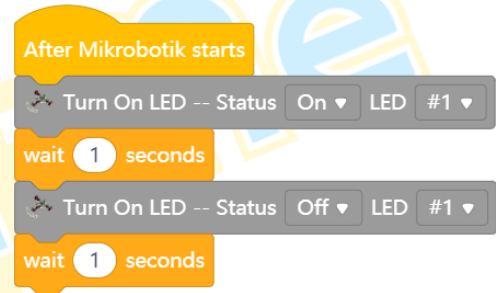 After Mikrobotik starts
Turn On LED -- Status On LED #1
wait 1 seconds
Turn On LED -- Status Off LED #1
wait 1 seconds